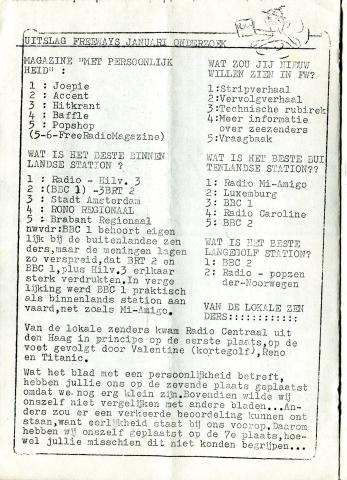 UITSLAG FREEWAYS JANUARI ONDERZOEK
MAGAZINE "MET PERSOONLIJK
HEID" :
1 : Joepie
2 : Accent
3 : Hitkrant
4 : Baffle
5 : Popshop
(5-6-FreeRadioMagazine)
WAT IS HET BESTE BINNEN
LANDSE STATION ?
1 : Radio - Hilv. 3
2 :(BBC 1) -3BRT 2
3 : Stadt Amsterdam
4 : RONO REGIONAAL
5 : Brabant Regionaal
nwvdr:BBC 1 behoort eigen
lijk bij de buitenlandse zen
ders,maar de meningen lagen
zo verspreid,dat BRT 2 en
BBC 1,plus Hilv.3 erlkaar
sterk verdrukten.In verge
lijking werd BBC 1 praktisch
als binnenlands station aan
vaard,net zoals Mi-Amigo.
WAT ZOU JIJ NIEUW
WILLEN ZIEN IN FW?
1:Stripverhaal
2:Vervolgverhaal
3:Technische rubirek
4:Meer informatie
over zeezenders
5:Vraagbaak
WAT IS HET BESTE BUI
TENLANDSE STATION??:
1: Radio Mi-Amigo
2: Luxemburg
3: BBC 1
4: Radio Caroline
5: BBC 2
WAT IS HET BESTE
LANGEGOLF STATION?
1: BBC 2
2: Radio - popzen
der-Noorwegen
VAN DE LOKALE ZEN
DERS::::::::::::
Van de lokale zenders kwam Radio Centraal uit
den Haag in principe op de eerste plaats,op de
voet gevolgt door Valentine (kortegolf),Reno
en Titanic.
Wat het blad met een persoonlijkheid betreft,
hebben jullie ons op de zevende plaats geplaatst
omdat we nog erg klein zijn.Bovendien wilde wij
onszelf niet vergelijken met andere bladen...An-
ders zou er een verkeerde beoordeling kunnen ont
staan,want eerlijkheid staat bij ons voorop.Daarom
hebben wij onszelf geplaatst op de 7e plaats,hoe-
wel jullie misschien dit niet konden begrijpen...